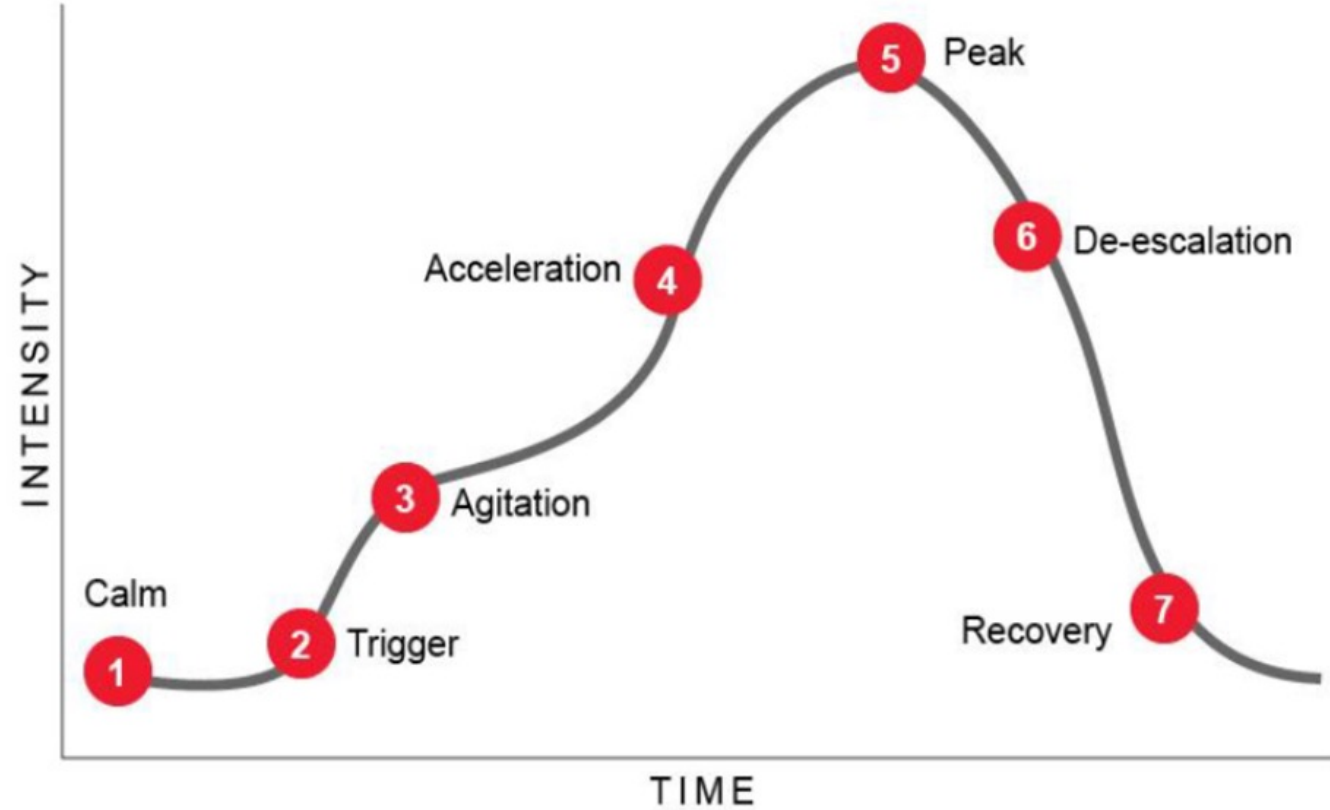 5 Peak
Acceleration 4
6 De-escalation
INTENSITY
3 Agitation
Calm
1
2 Trigger
Recovery 7
TIME